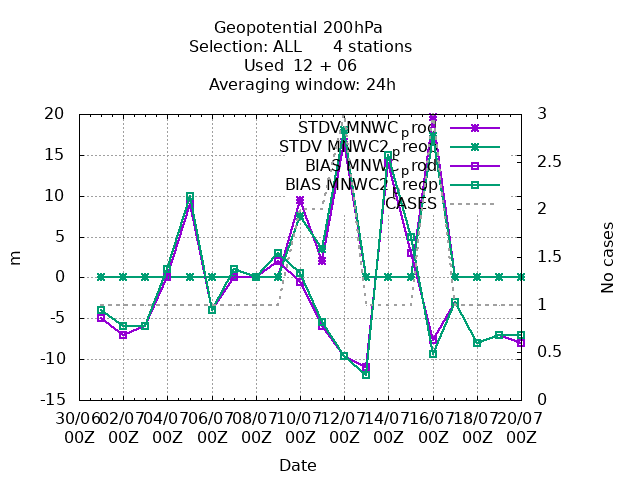 Geopotential 200hPa
Selection: ALL 4 stations
Used 12 + 06
Averaging window: 24h
STDV MNWC_prod
STDV MNWC2_preop
BIAS MNWC_prod
BIAS MNWC2_preop
CASES
20
15
10
5
0
-5
-10
-15
m
3
2.5
2
1.5
1
0.5
0
No cases
30/06 02/07 04/07 06/07 08/07 10/07 12/07 14/07 16/07 18/07 20/07
00Z 00Z 00Z 00Z 00Z 00Z 00Z 00Z 00Z 00Z 00Z
Date